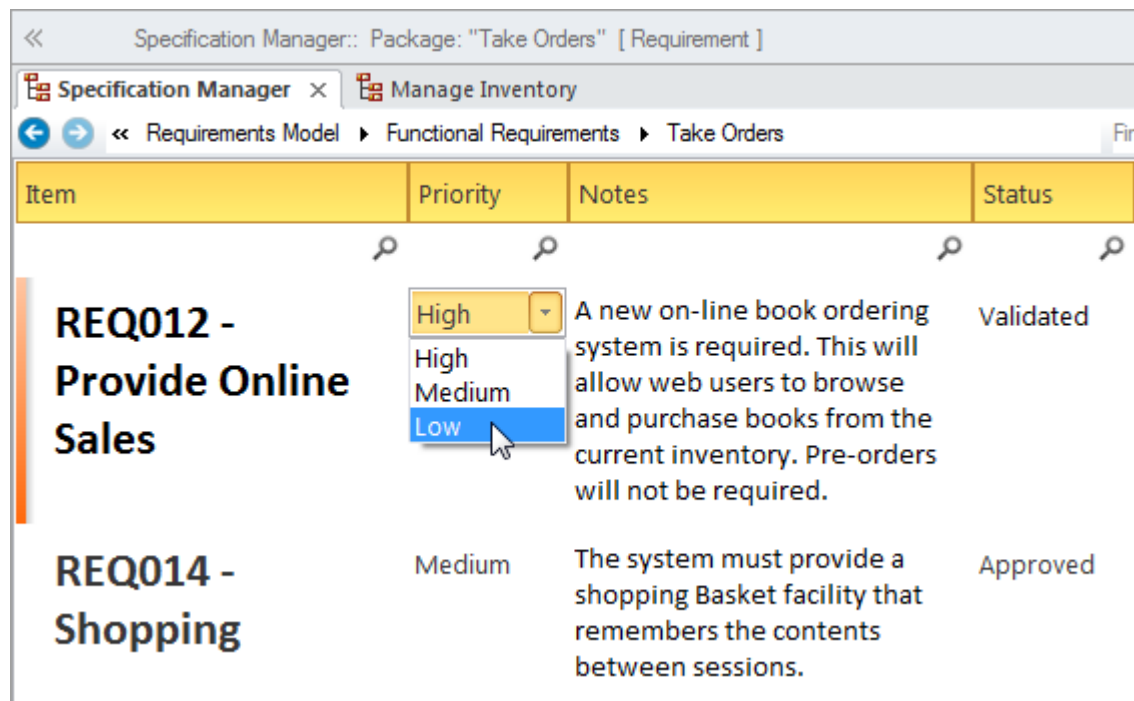 « Specification Manager:: Package: "Take Orders" [ Requirement ]
Specification Manager × Manage Inventory
« Requirements Model ▸ Functional Requirements ▸ Take Orders
Item Priority Notes Status
REQ012 -
Provide Online
Sales
High
High
Medium
Low
A new on-line book ordering
system is required. This will
allow web users to browse
and purchase books from the
current inventory. Pre-orders
will not be required.
Validated
REQ014 -
Shopping
Medium
The system must provide a
shopping Basket facility that
remembers the contents
between sessions.
Approved